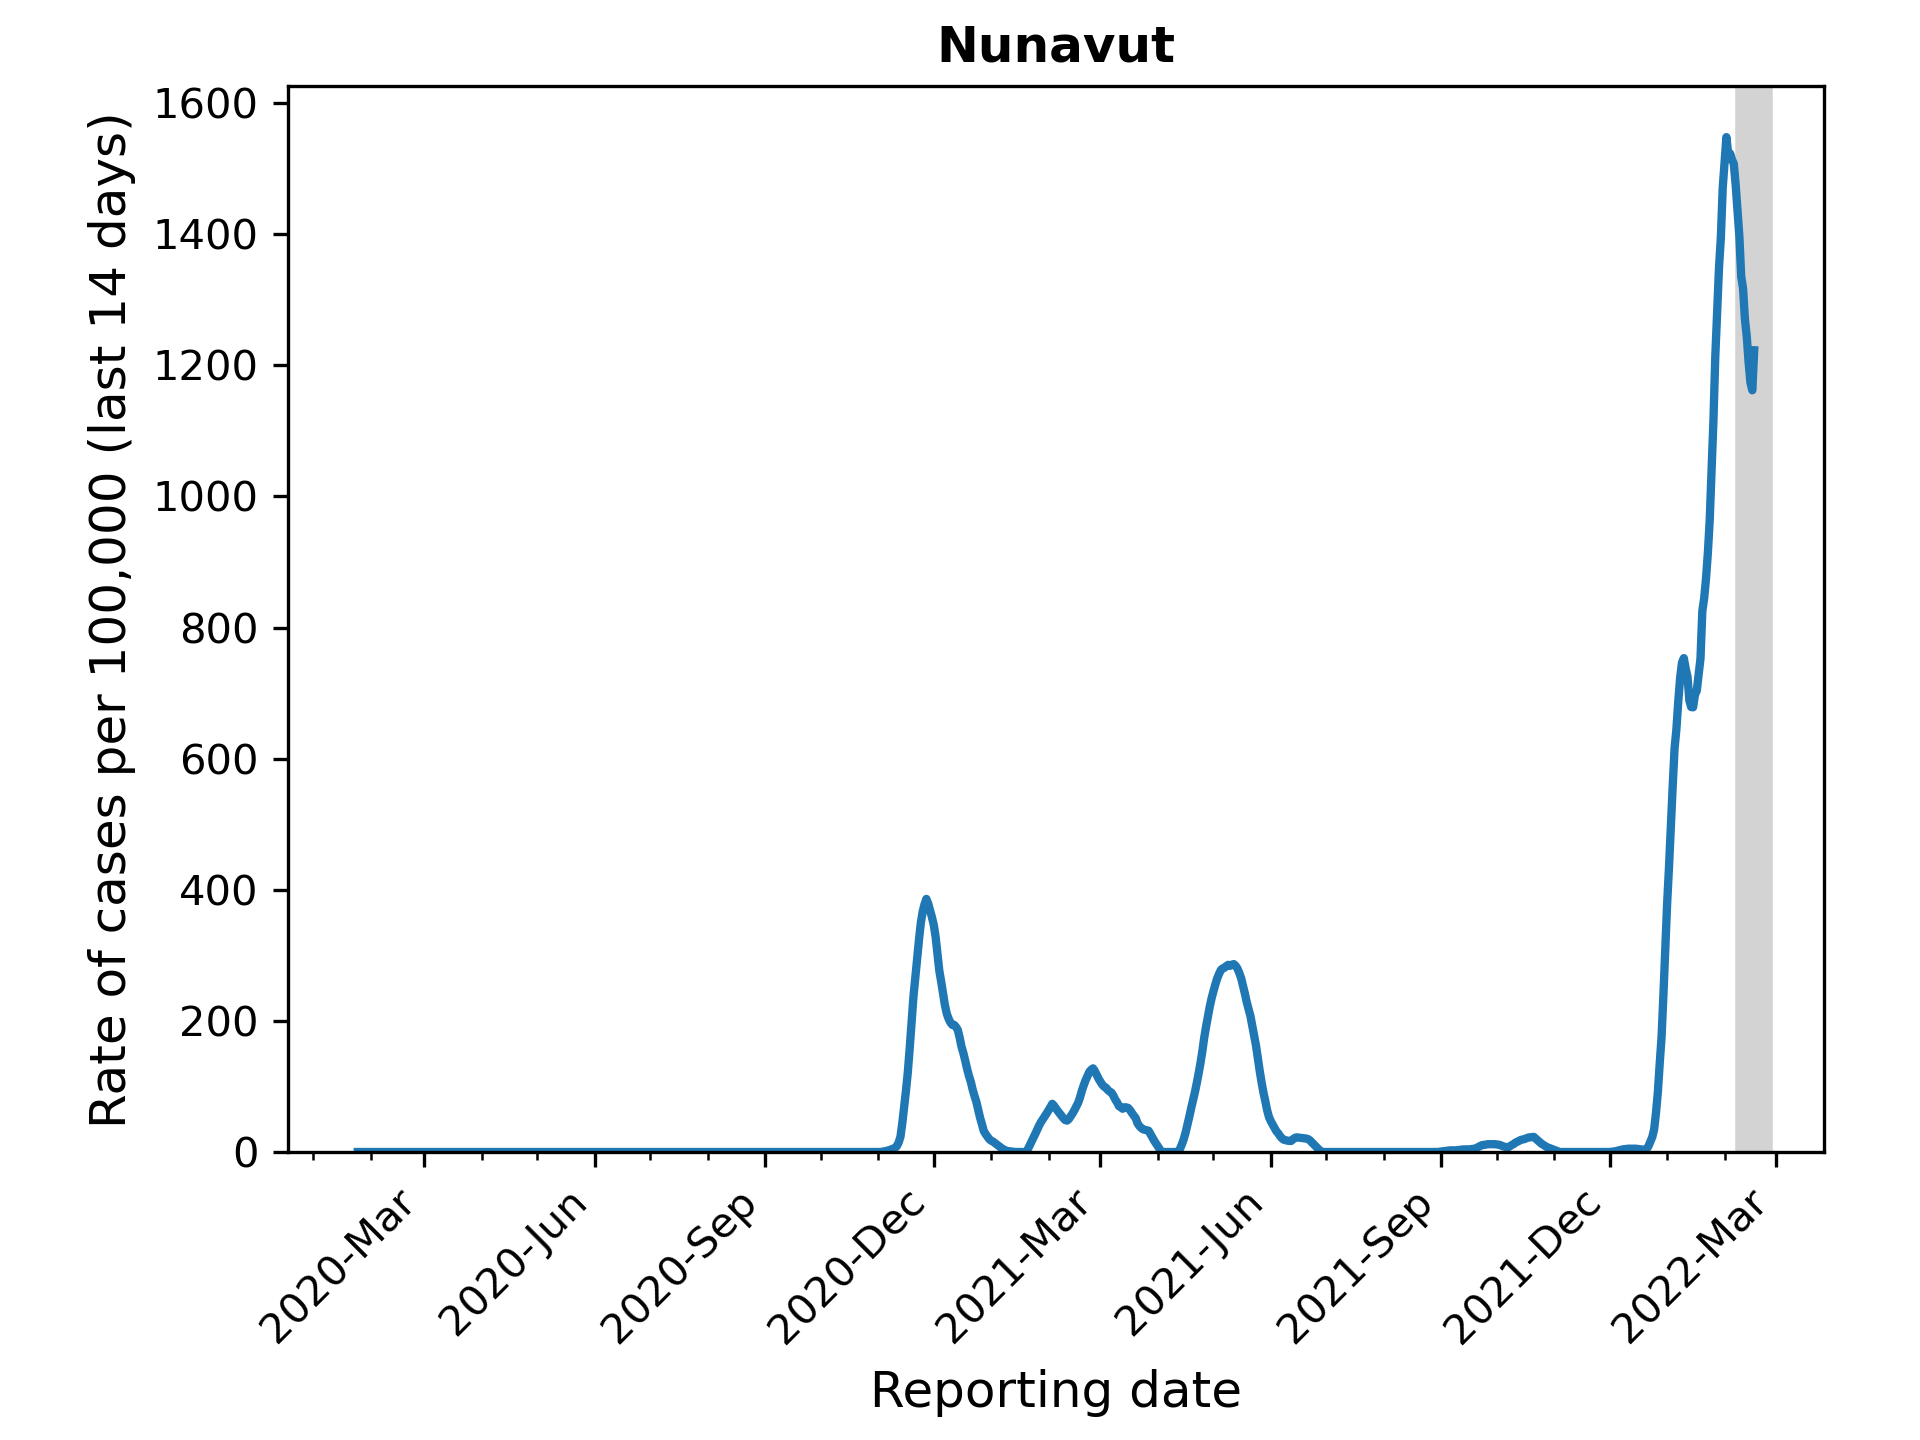 Nunavut
Rate of cases per 100,000 (last 14 days)
1600
1400
1200
1000
800
600
400
200
0
2020-Mar
2020-Jun
2020-Sep
2020-Dec
2021-Mar
2021-Jun
2021-Sep
2021-Dec
2022-Mar
Reporting date